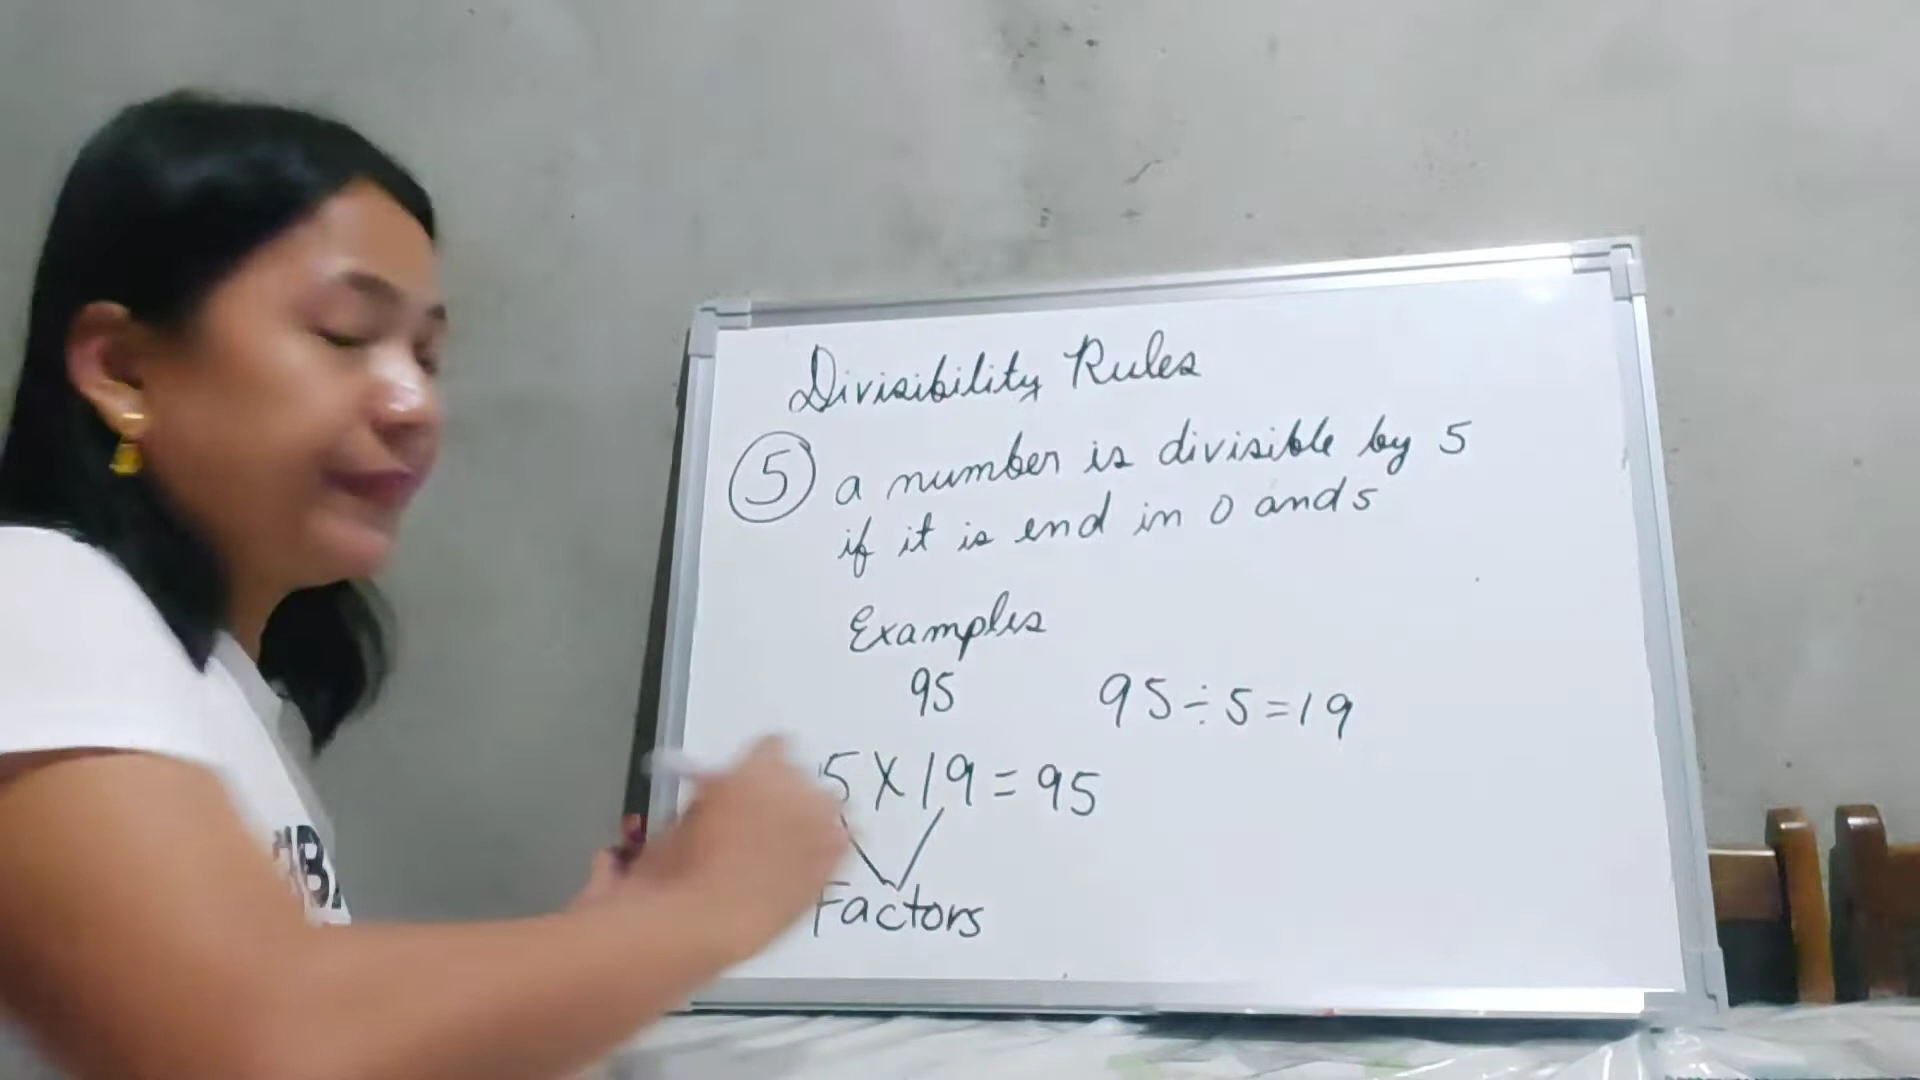 Divisibility Rules
5 a number is divisible by 5
if it is end in 0 and 5
Examples
95 95÷5=19
5 X 19 = 95
Factors